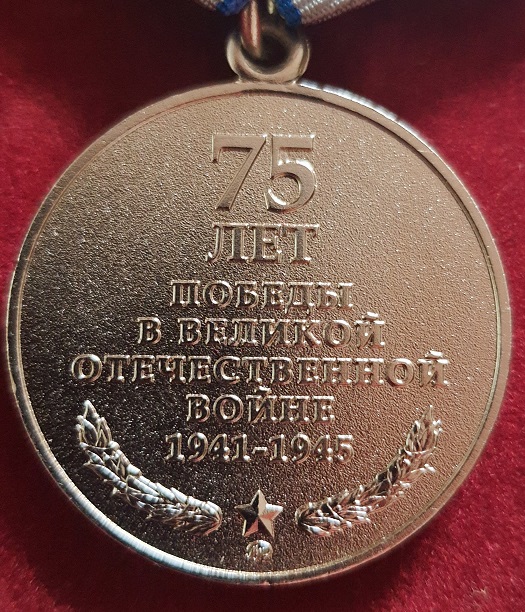 75
ЛЕТ
ПОБЕДЫ
В ВЕЛИКОЙ
ОТЕЧЕСТВЕННОЙ
ВОЙНЕ
1941-1945